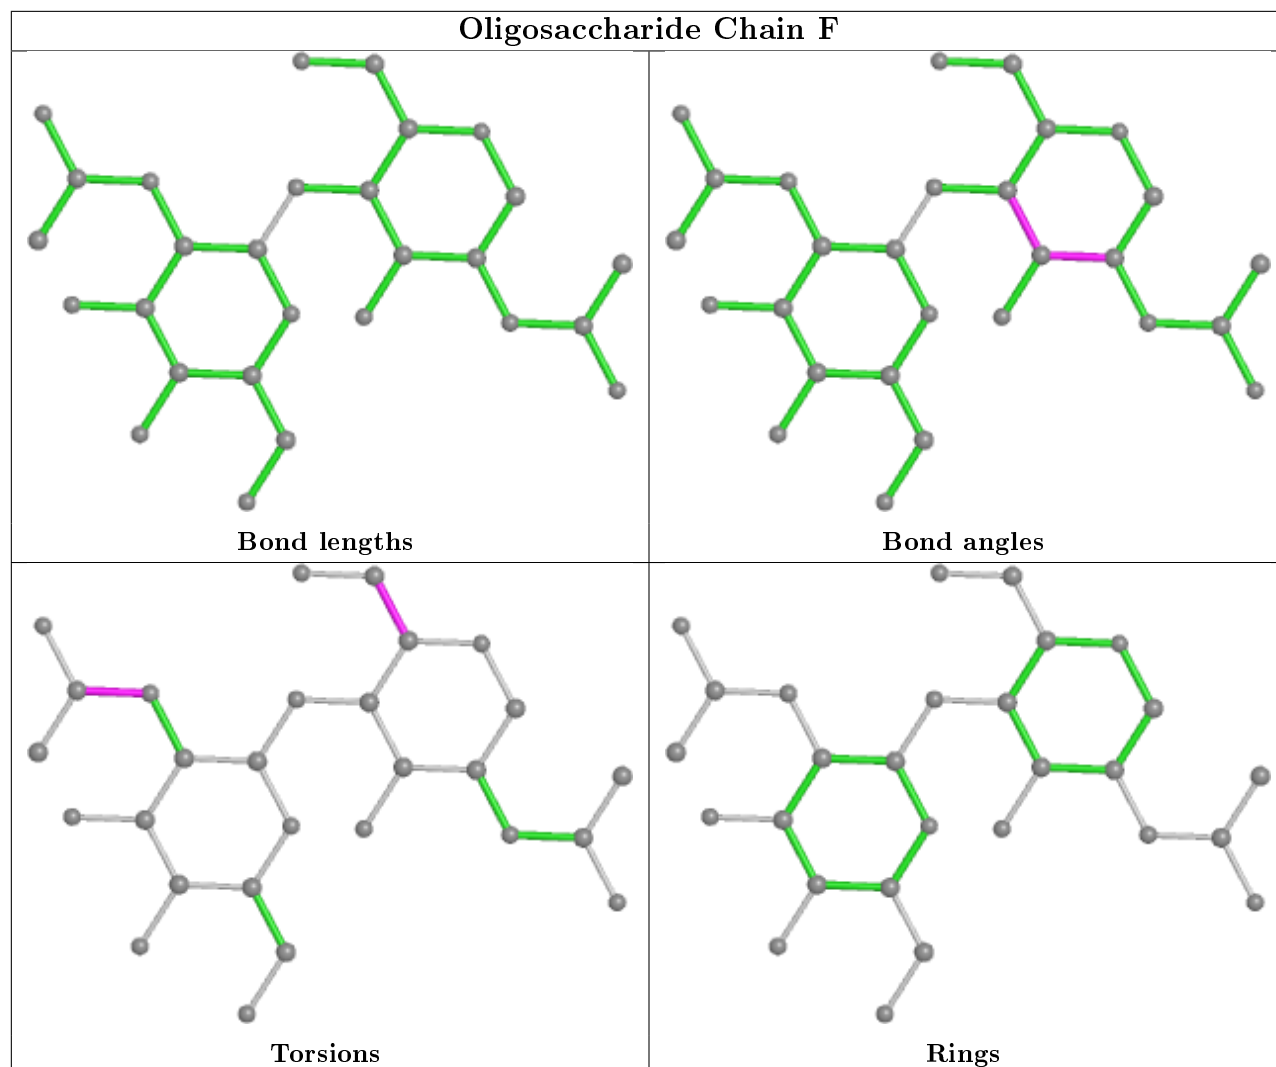 Oligosaccharide Chain F
Bond lengths
Bond angles
Torsions
Rings